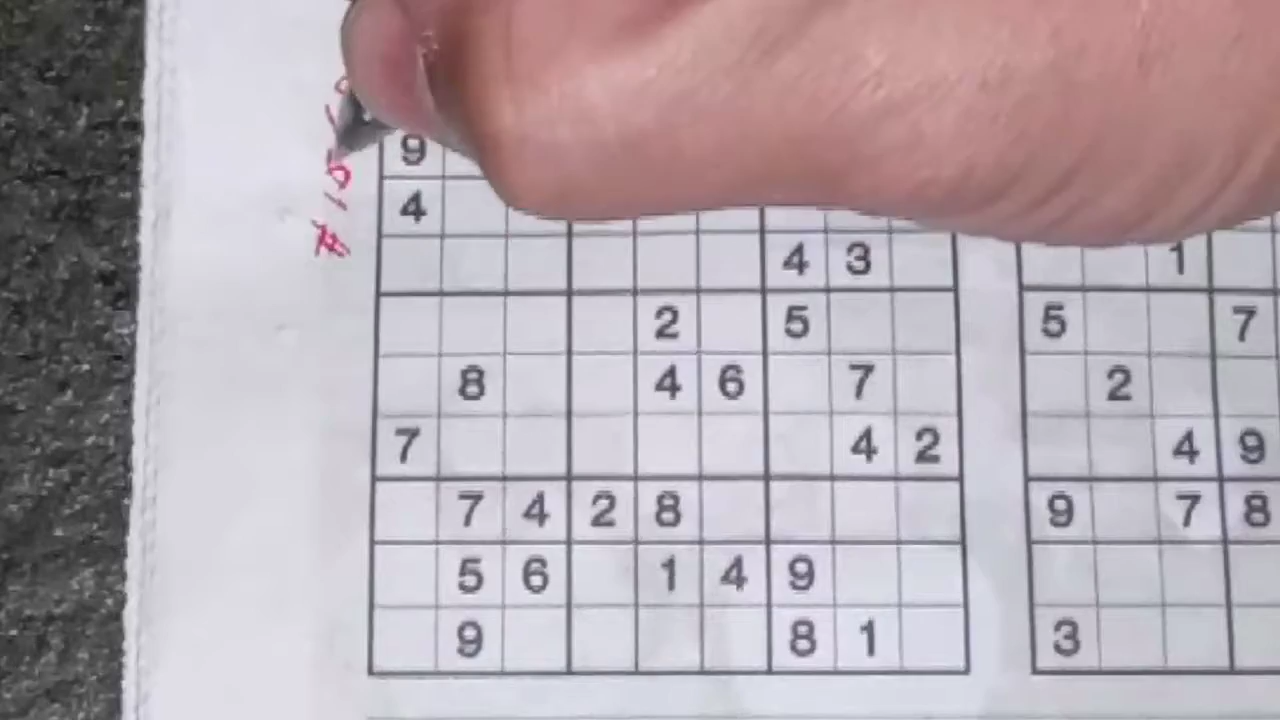 9
4
4 3 1
2 5 5 7
8 4 6 7 2
7 4 2 4 9
7 4 2 8 9 7 8
5 6 1 4 9
9 8 1 3